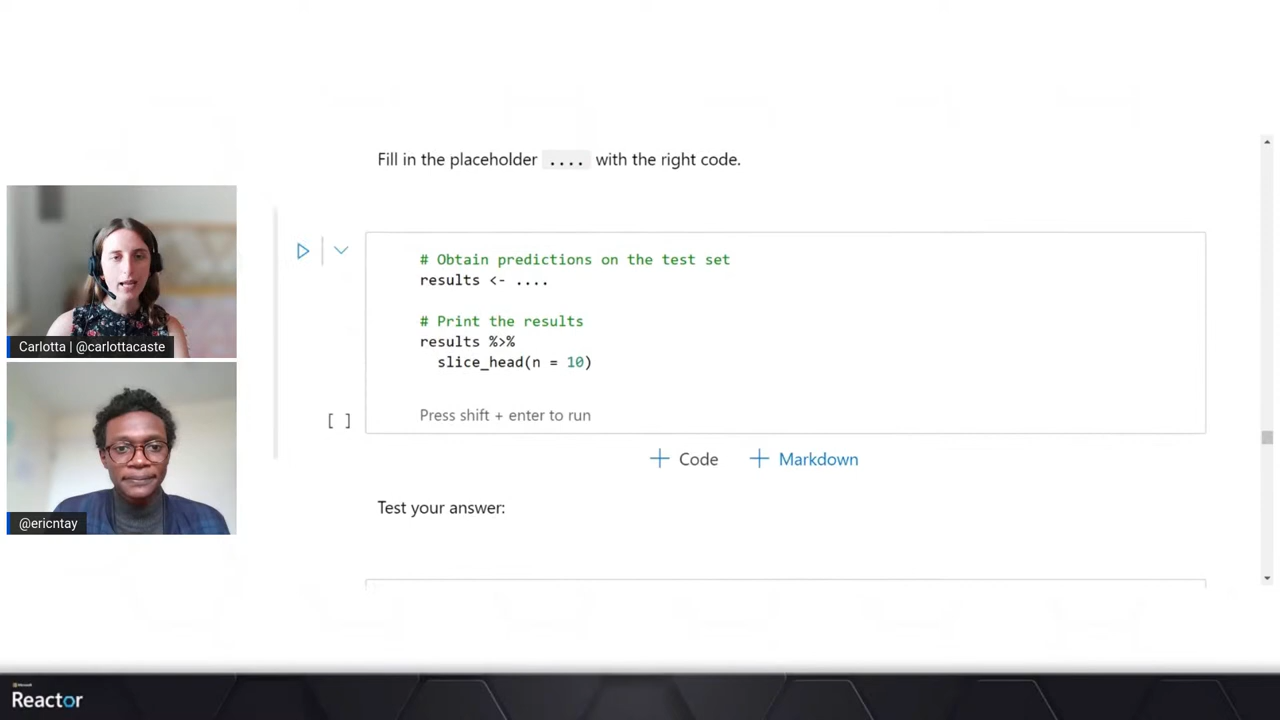 Fill in the placeholder .... with the right code.
# Obtain predictions on the test set
results <- ....
# Print the results
results %>%
slice_head(n = 10)
Press shift + enter to run
[ ]
+ Code + Markdown
Test your answer:
Carlotta | @carlottacaste
@ericntay
Microsoft
Reactor